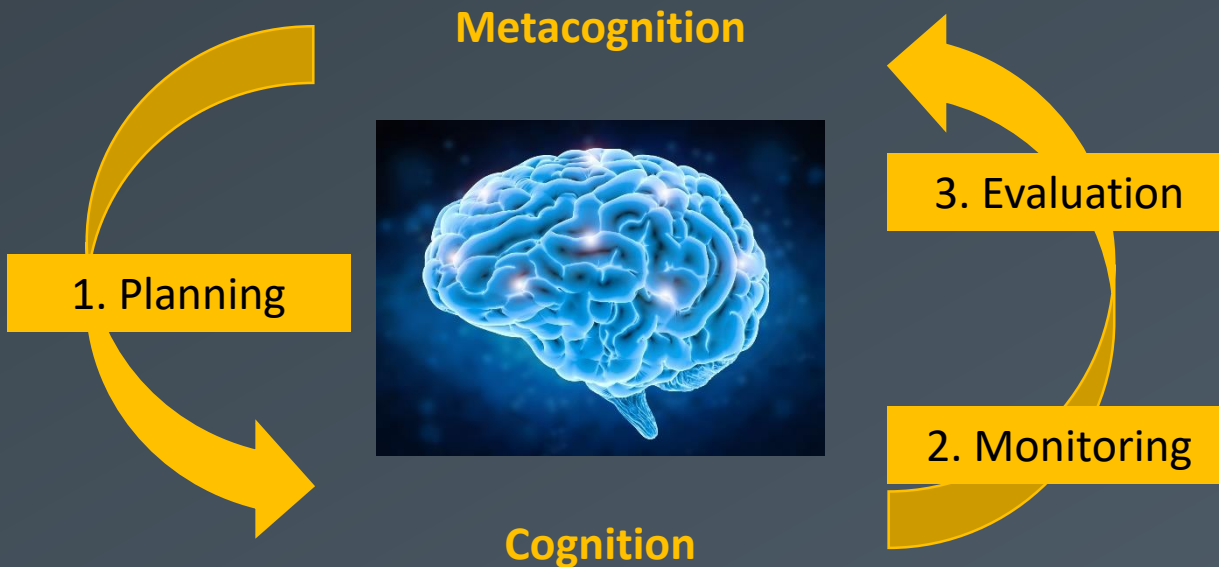 Metacognition
1. Planning
3. Evaluation
2. Monitoring
Cognition